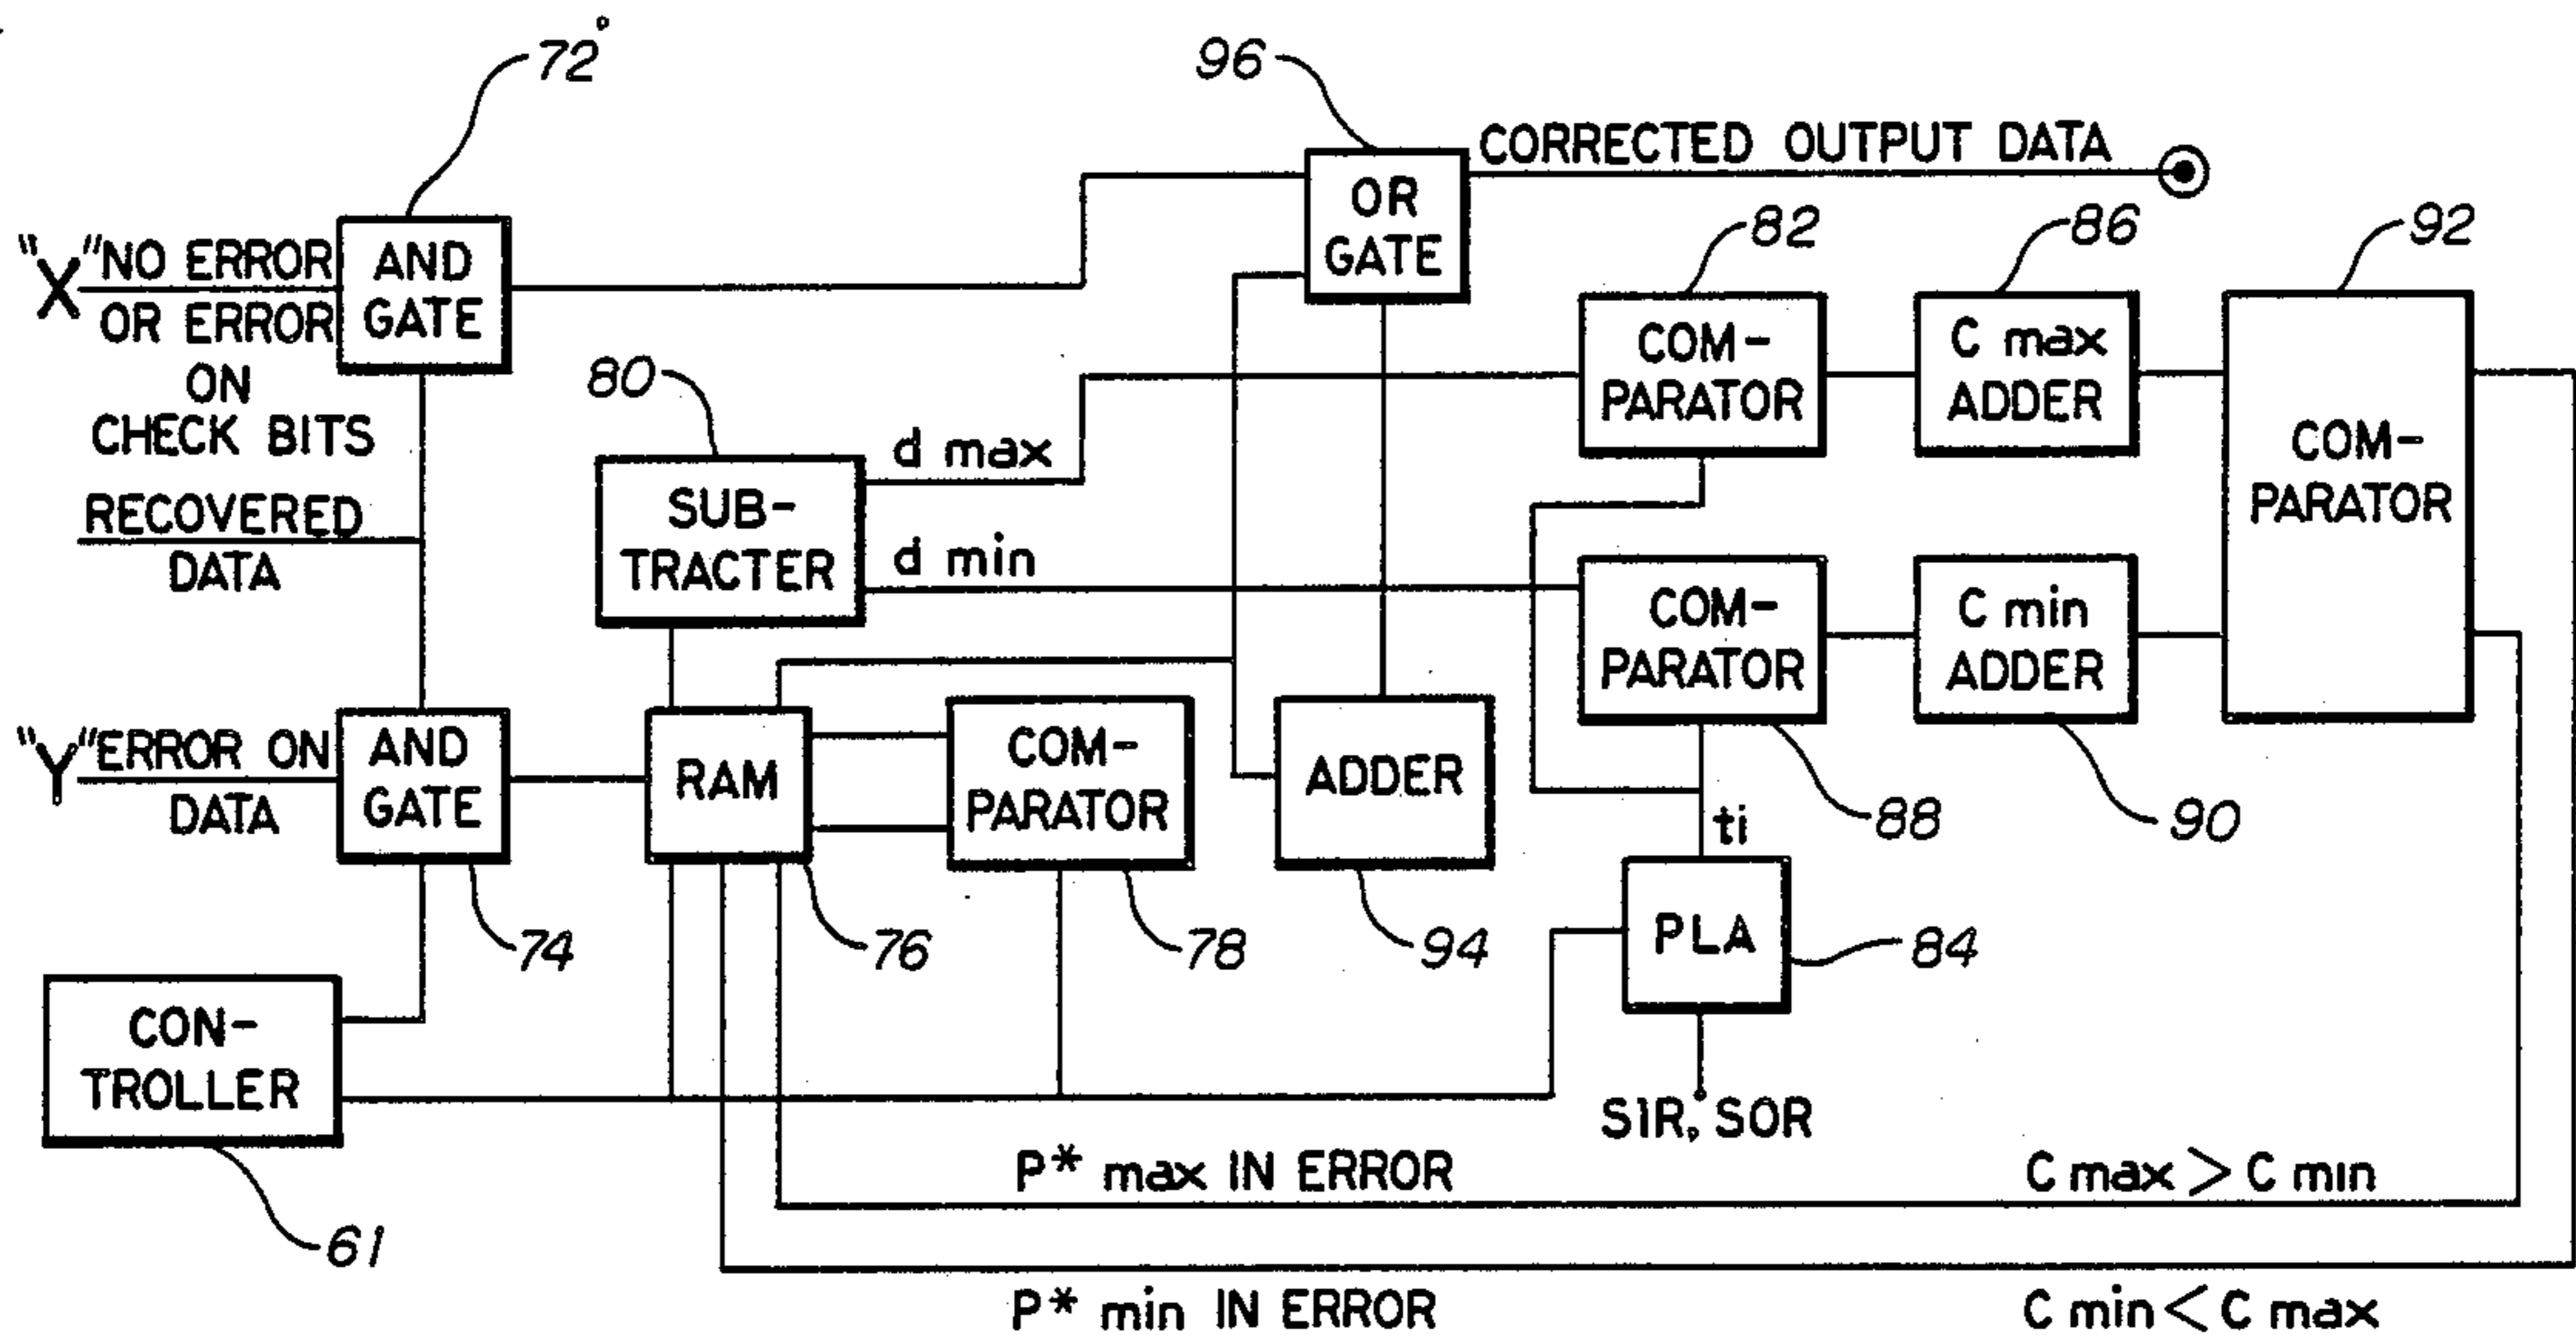 72
96
CORRECTED OUTPUT DATA
OR
GATE
82
86
92
"X" NO ERROR
OR ERROR
ON
CHECK BITS
AND
GATE
COM-
PARATOR
C max
ADDER
COM-
PARATOR
80
d max
RECOVERED
DATA
SUB-
TRACTER
d min
COM-
PARATOR
C min
ADDER
"Y" ERROR ON
DATA
AND
GATE
RAM
COM-
PARATOR
ADDER
ti
88
90
74
76
78
94
PLA
84
CON-
TROLLER
S1R, S0R
P* max IN ERROR
C max > C min
61
P* min IN ERROR
C min < C max